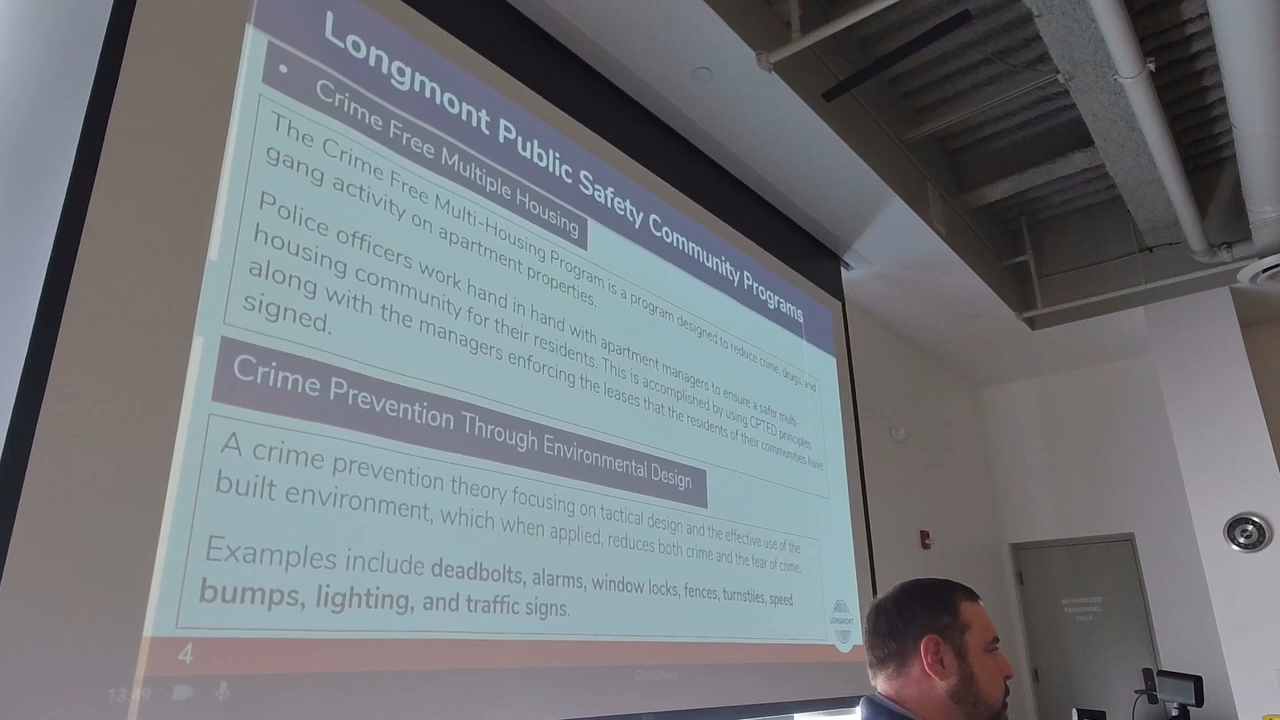 Longmont Public Safety Community Programs
• Crime Free Multiple Housing
The Crime Free Multi-Housing Program is a program designed to reduce crime, drugs, and
gang activity on apartment properties.
Police officers work hand in hand with apartment managers to ensure a safer multi-
housing community for their residents. This is accomplished by using CPTED principles
along with the managers enforcing the leases that the residents of their communities have
signed.
Crime Prevention Through Environmental Design
A crime prevention theory focusing on tactical design and the effective use of the
built environment, which when applied, reduces both crime and the fear of crime.
Examples include deadbolts, alarms, window locks, fences, turnstiles, speed
bumps, lighting, and traffic signs.
LONGMONT
4
AUTHORIZED
PERSONNEL
ONLY